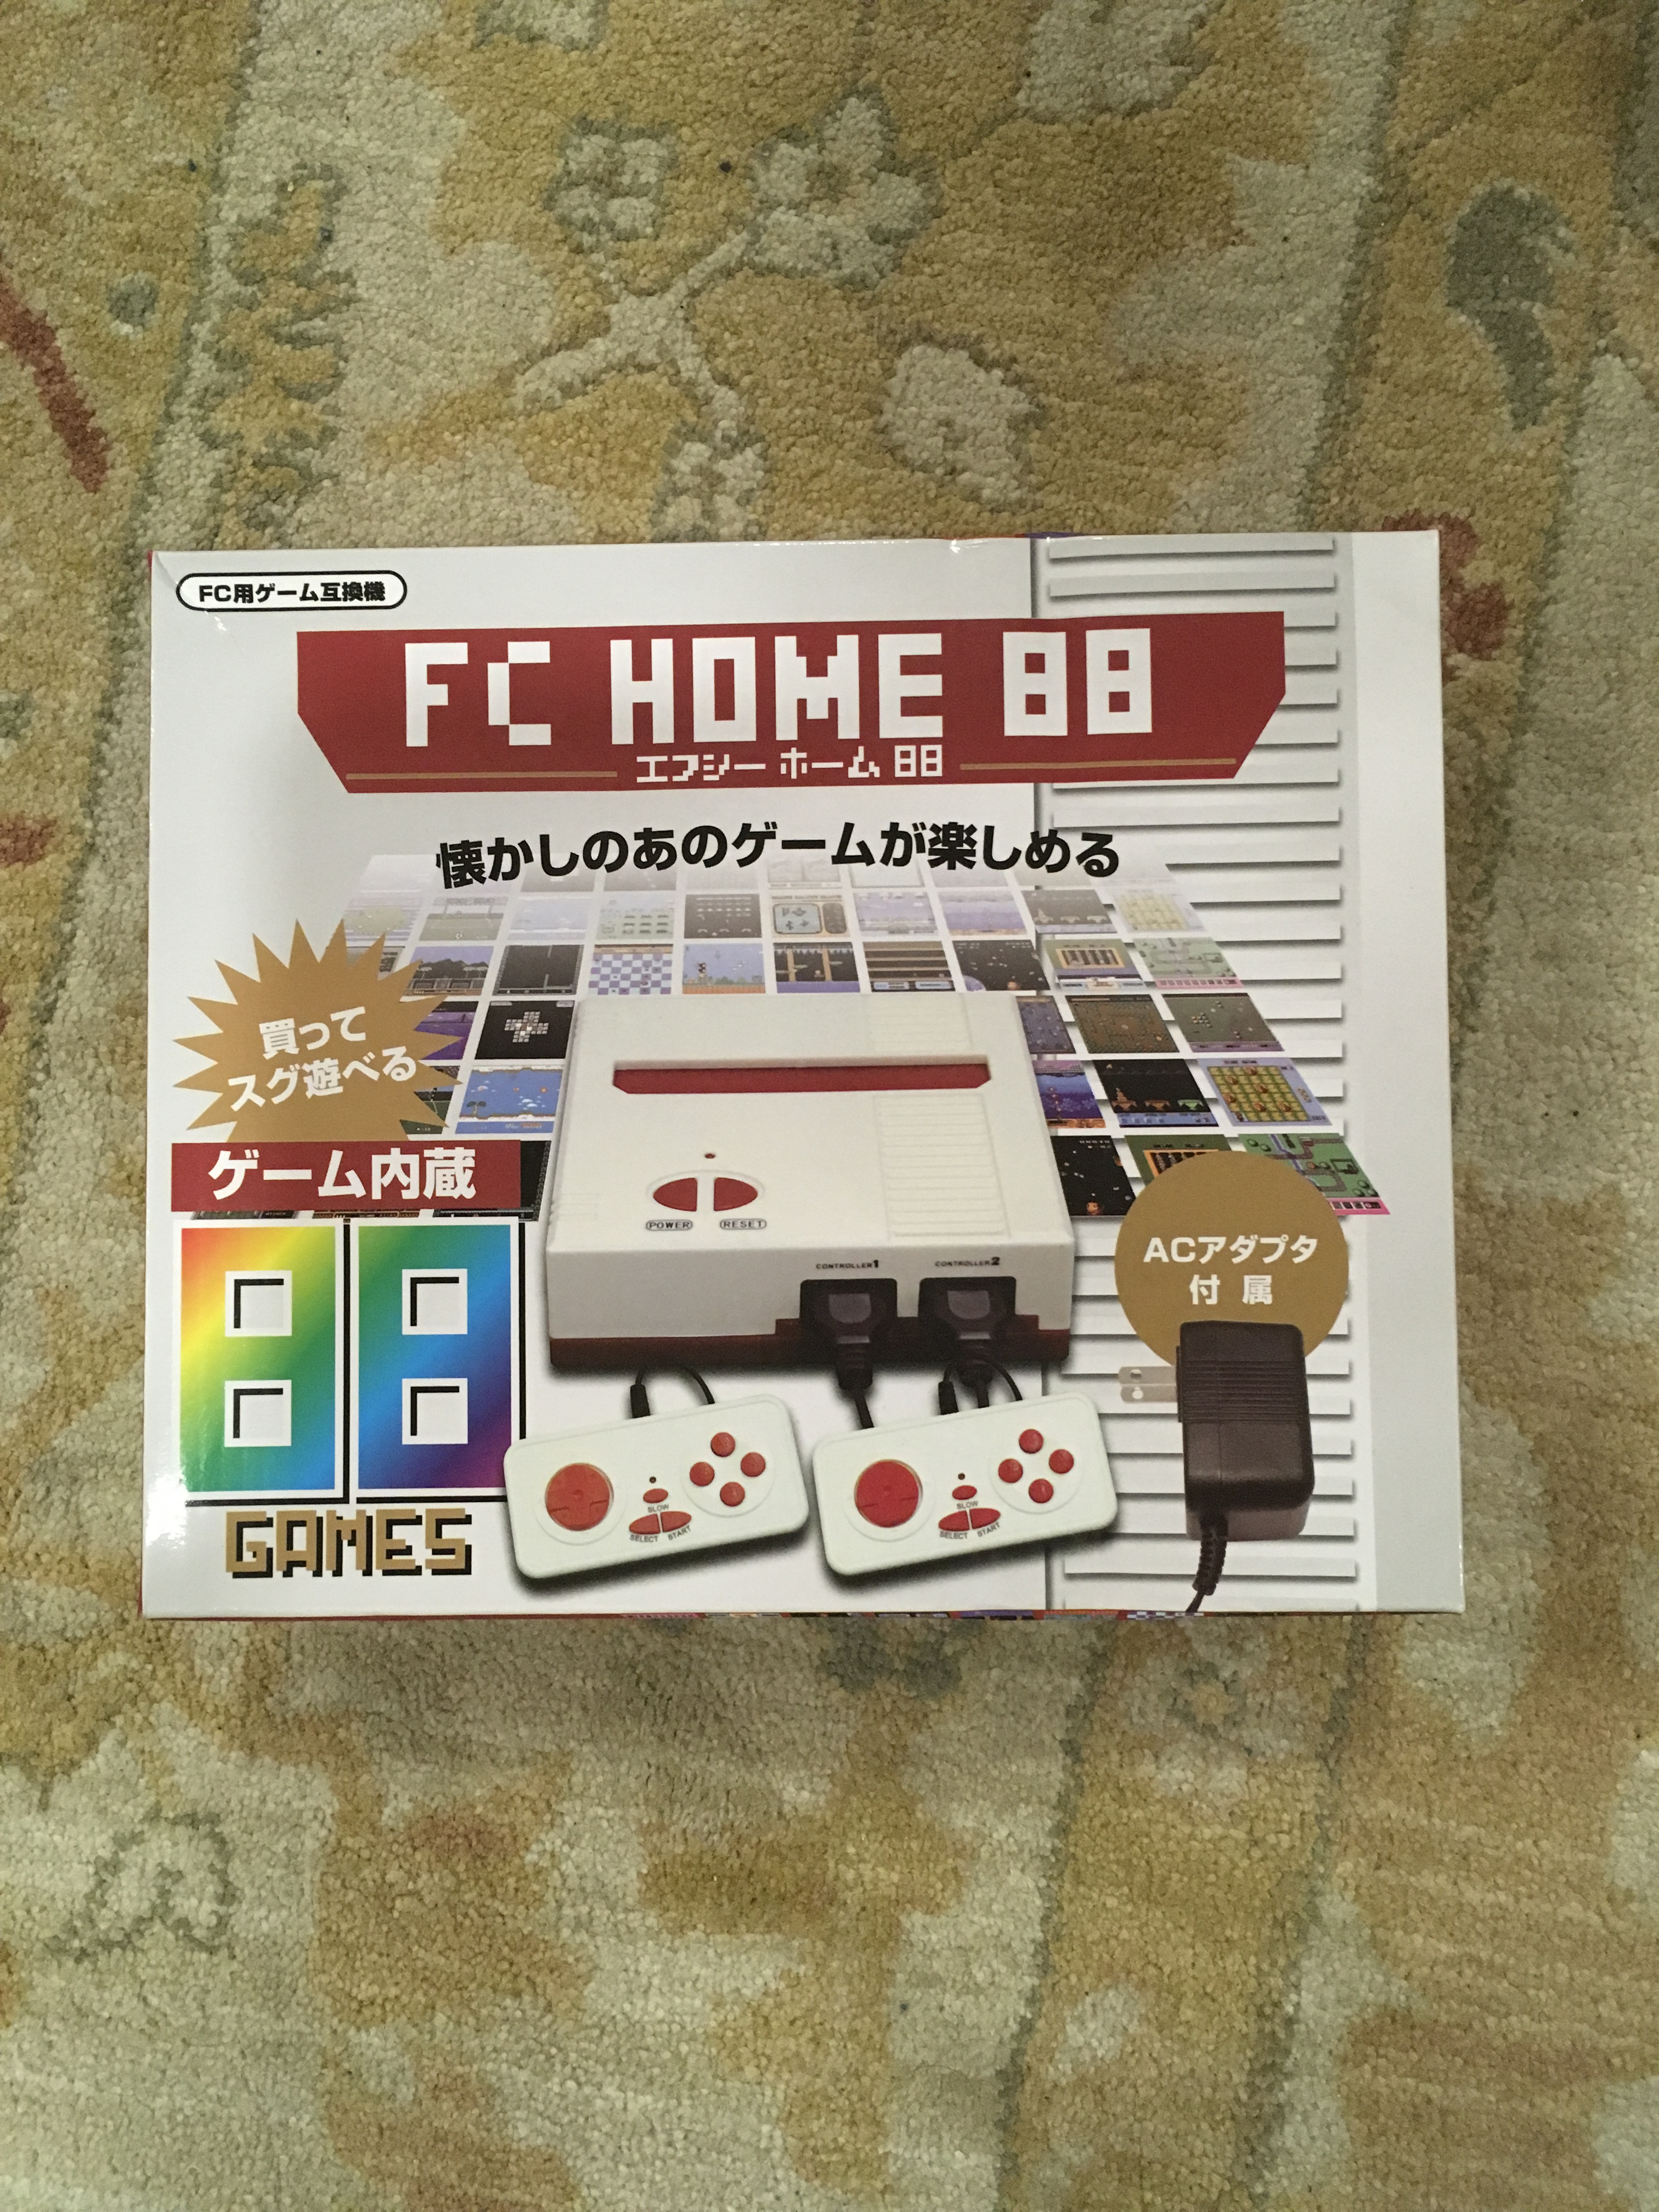 FC用ゲーム互換機
FC HOME 88
エフシー ホーム 88
懐かしのあのゲームが楽しめる
買って
スグ遊べる
ゲーム内蔵
88
GAMES
POWER
RESET
CONTROLLER1
CONTROLLER2
ACアダプタ
付属
SLOW
SELECT
START
SLOW
SELECT
START